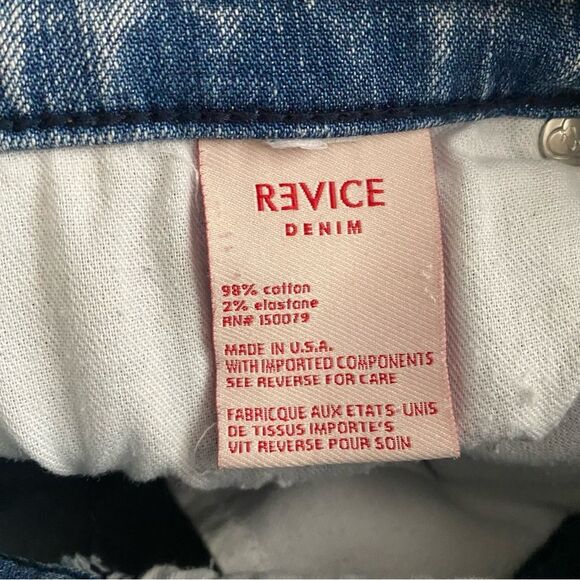 REVICE
DENIM
98% cotton
2% elastane
RN# 150079
MADE IN U.S.A.
WITH IMPORTED COMPONENTS
SEE REVERSE FOR CARE
FABRICQUE AUX ETATS-UNIS
DE TISSUS IMPORTE'S
VIT REVERSE POUR SOIN